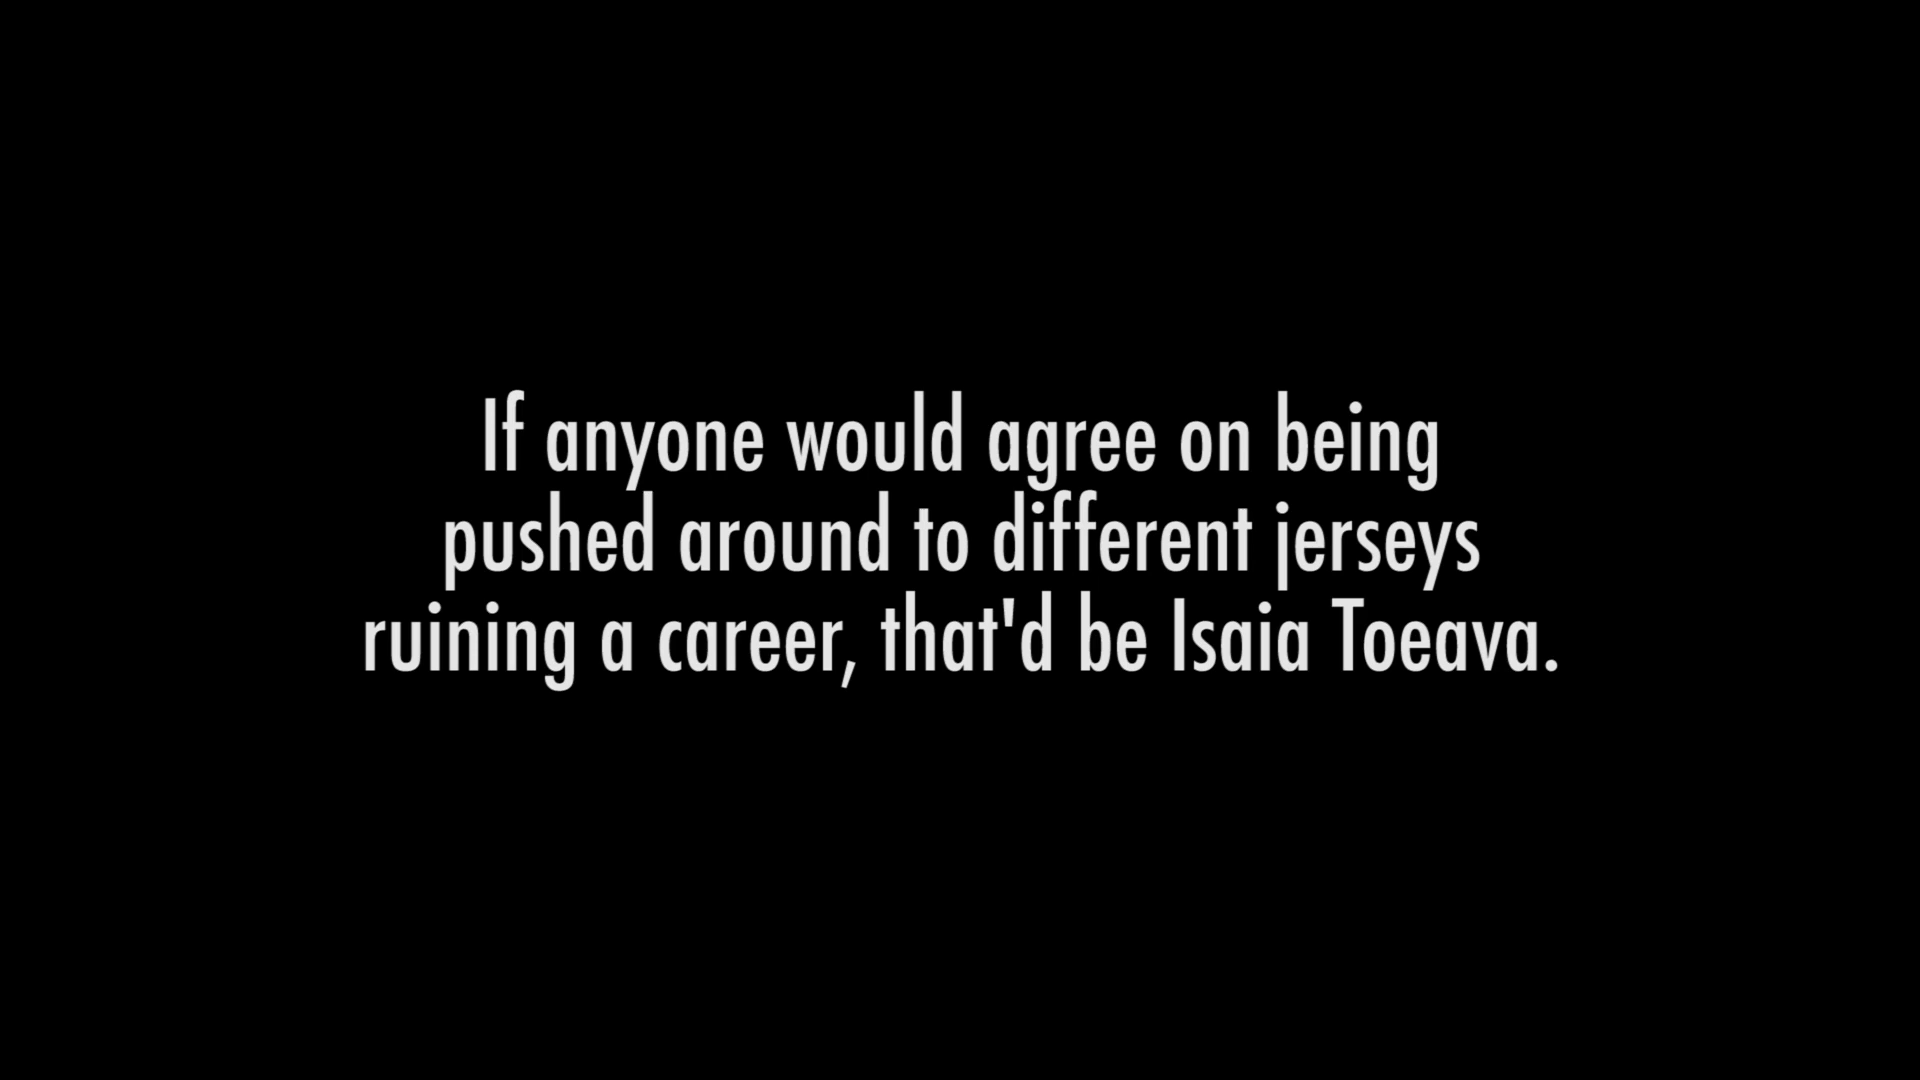 If anyone would agree on being
pushed around to different jerseys
ruining a career, that'd be Isaia Toeava.